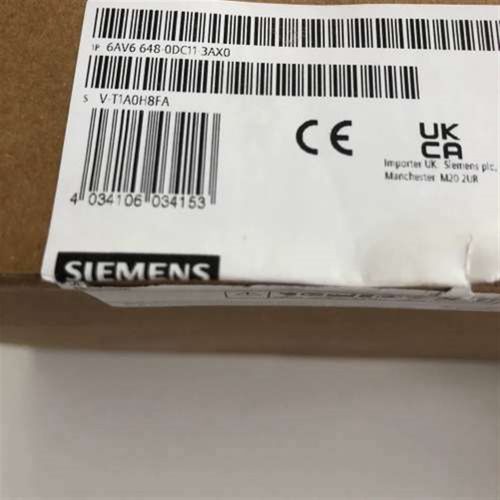 1P 6AV6 648-0DC11-3AX0
S V-T1A0H8FA
CE
UK
CA
Importer UK: Siemens plc,
Manchester M20 2UR
4 034106 034153
SIEMENS